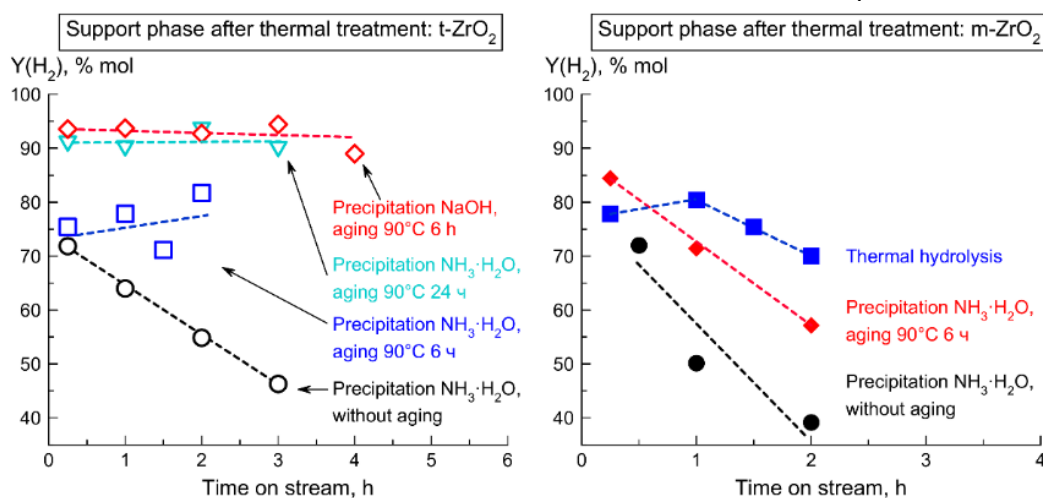 Support phase after thermal treatment: t-ZrO₂
Y(H₂), % mol
100
90
80
70
60
50
40
0 1 2 3 4 5 6
Time on stream, h
Precipitation NaOH,
aging 90°C 6 h
Precipitation NH₃·H₂O,
aging 90°C 24 ч
Precipitation NH₃·H₂O,
aging 90°C 6 ч
Precipitation NH₃·H₂O,
without aging
Support phase after thermal treatment: m-ZrO₂
Y(H₂), % mol
100
90
80
70
60
50
40
0 1 2 3 4
Time on stream, h
Thermal hydrolysis
Precipitation NH₃·H₂O,
aging 90°C 6 ч
Precipitation NH₃·H₂O,
without aging